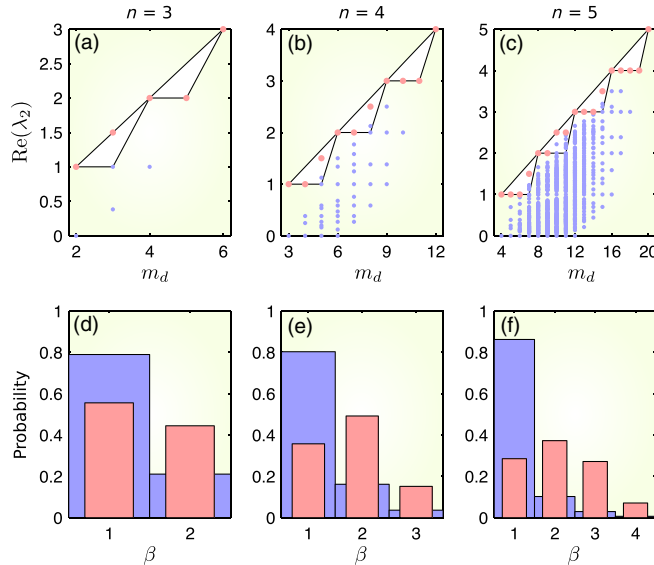 n = 3 n = 4 n = 5
(a) (b) (c)
Re(λ₂)
3
2.5
2
1.5
1
0.5
0
2 4 6
m_d
4
3
2
1
0
3 6 9 12
m_d
5
4
3
2
1
0
4 8 12 16 20
m_d
(d) (e) (f)
Probability
1
0.8
0.6
0.4
0.2
0
1 2
β
1
0.8
0.6
0.4
0.2
0
1 2 3
β
1
0.8
0.6
0.4
0.2
0
1 2 3 4
β